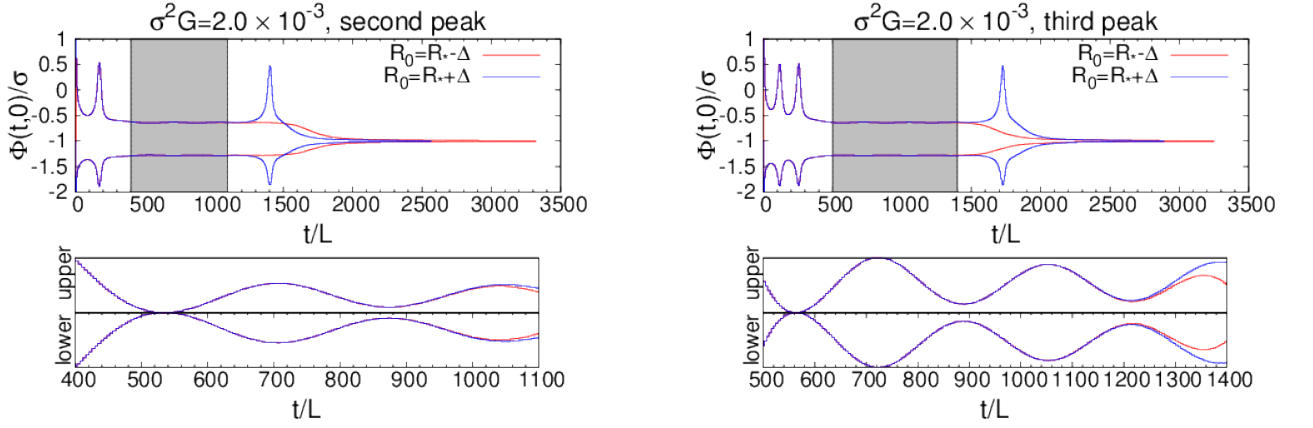 σ²G=2.0 × 10⁻³, second peak
Φ(t,0)/σ
1
0.5
0
-0.5
-1
-1.5
-2
R₀=R⁎-Δ
R₀=R⁎+Δ
0 500 1000 1500 2000 2500 3000 3500
t/L
upper
lower
400 500 600 700 800 900 1000 1100
t/L
σ²G=2.0 × 10⁻³, third peak
Φ(t,0)/σ
1
0.5
0
-0.5
-1
-1.5
-2
R₀=R⁎-Δ
R₀=R⁎+Δ
0 500 1000 1500 2000 2500 3000 3500
t/L
upper
lower
500 600 700 800 900 1000 1100 1200 1300 1400
t/L